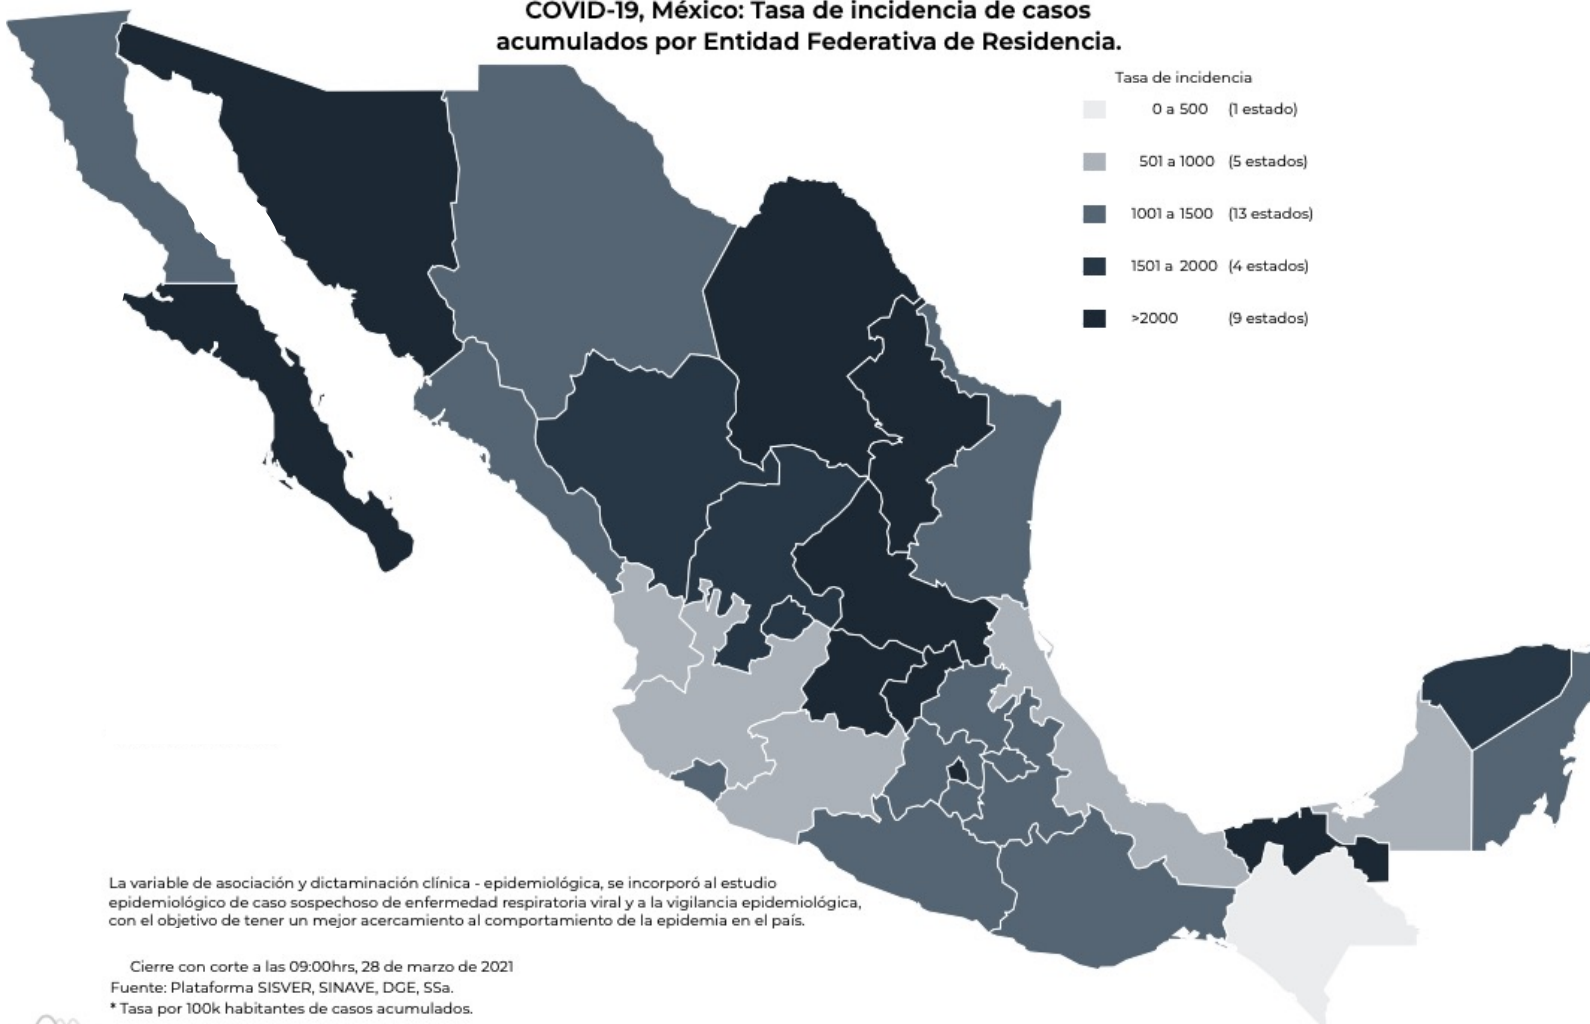 COVID-19, México: Tasa de incidencia de casos
acumulados por Entidad Federativa de Residencia.
Tasa de incidencia
0 a 500 (1 estado)
501 a 1000 (5 estados)
1001 a 1500 (13 estados)
1501 a 2000 (4 estados)
>2000 (9 estados)
La variable de asociación y dictaminación clínica - epidemiológica, se incorporó al estudio
epidemiológico de caso sospechoso de enfermedad respiratoria viral y a la vigilancia epidemiológica,
con el objetivo de tener un mejor acercamiento al comportamiento de la epidemia en el país.
Cierre con corte a las 09:00hrs, 28 de marzo de 2021
Fuente: Plataforma SISVER, SINAVE, DGE, SSa.
* Tasa por 100k habitantes de casos acumulados.